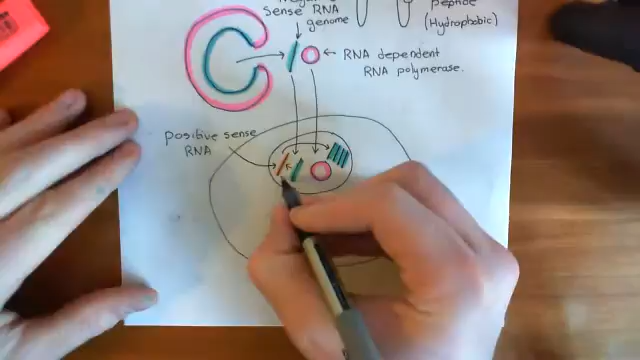 sense RNA
genome
peptide
(Hydrophobic)
RNA dependent
RNA polymerase.
positive sense
RNA